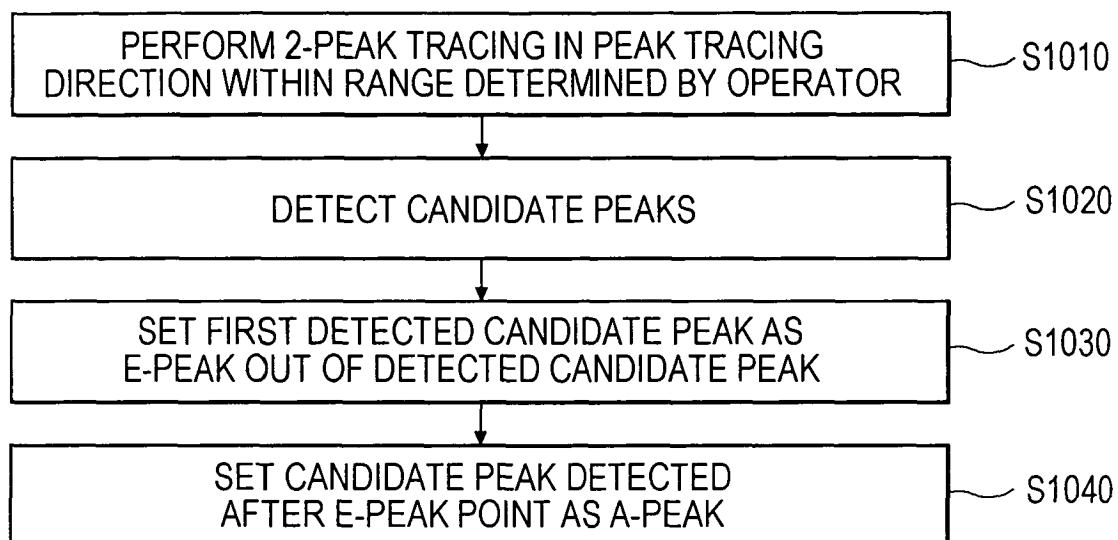 PERFORM 2-PEAK TRACING IN PEAK TRACING
DIRECTION WITHIN RANGE DETERMINED BY OPERATOR
S1010
DETECT CANDIDATE PEAKS
S1020
SET FIRST DETECTED CANDIDATE PEAK AS
E-PEAK OUT OF DETECTED CANDIDATE PEAK
S1030
SET CANDIDATE PEAK DETECTED
AFTER E-PEAK POINT AS A-PEAK
S1040